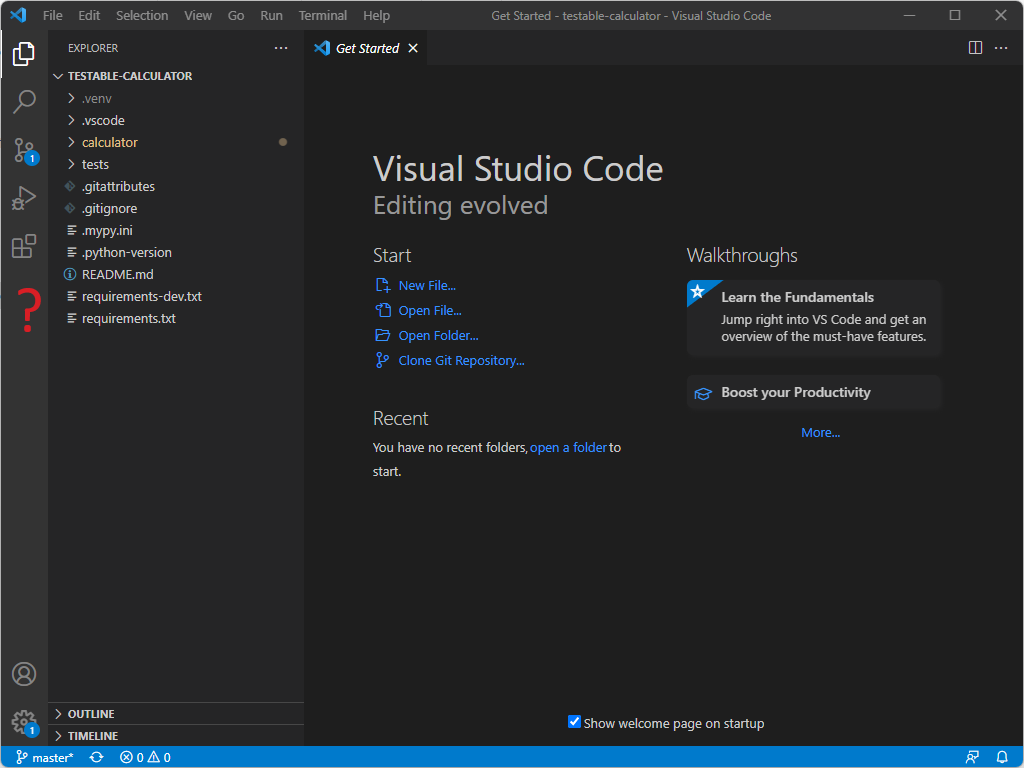 File Edit Selection View Go Run Terminal Help Get Started - testable-calculator - Visual Studio Code
EXPLORER
Get Started
TESTABLE-CALCULATOR
.venv
.vscode
calculator
tests
.gitattributes
.gitignore
.mypy.ini
.python-version
README.md
requirements-dev.txt
requirements.txt
1
?
Visual Studio Code
Editing evolved
Start
New File...
Open File...
Open Folder...
Clone Git Repository...
Recent
You have no recent folders, open a folder to
start.
Walkthroughs
Learn the Fundamentals
Jump right into VS Code and get an
overview of the must-have features.
Boost your Productivity
More...
Show welcome page on startup
OUTLINE
TIMELINE
1
master* 0 0